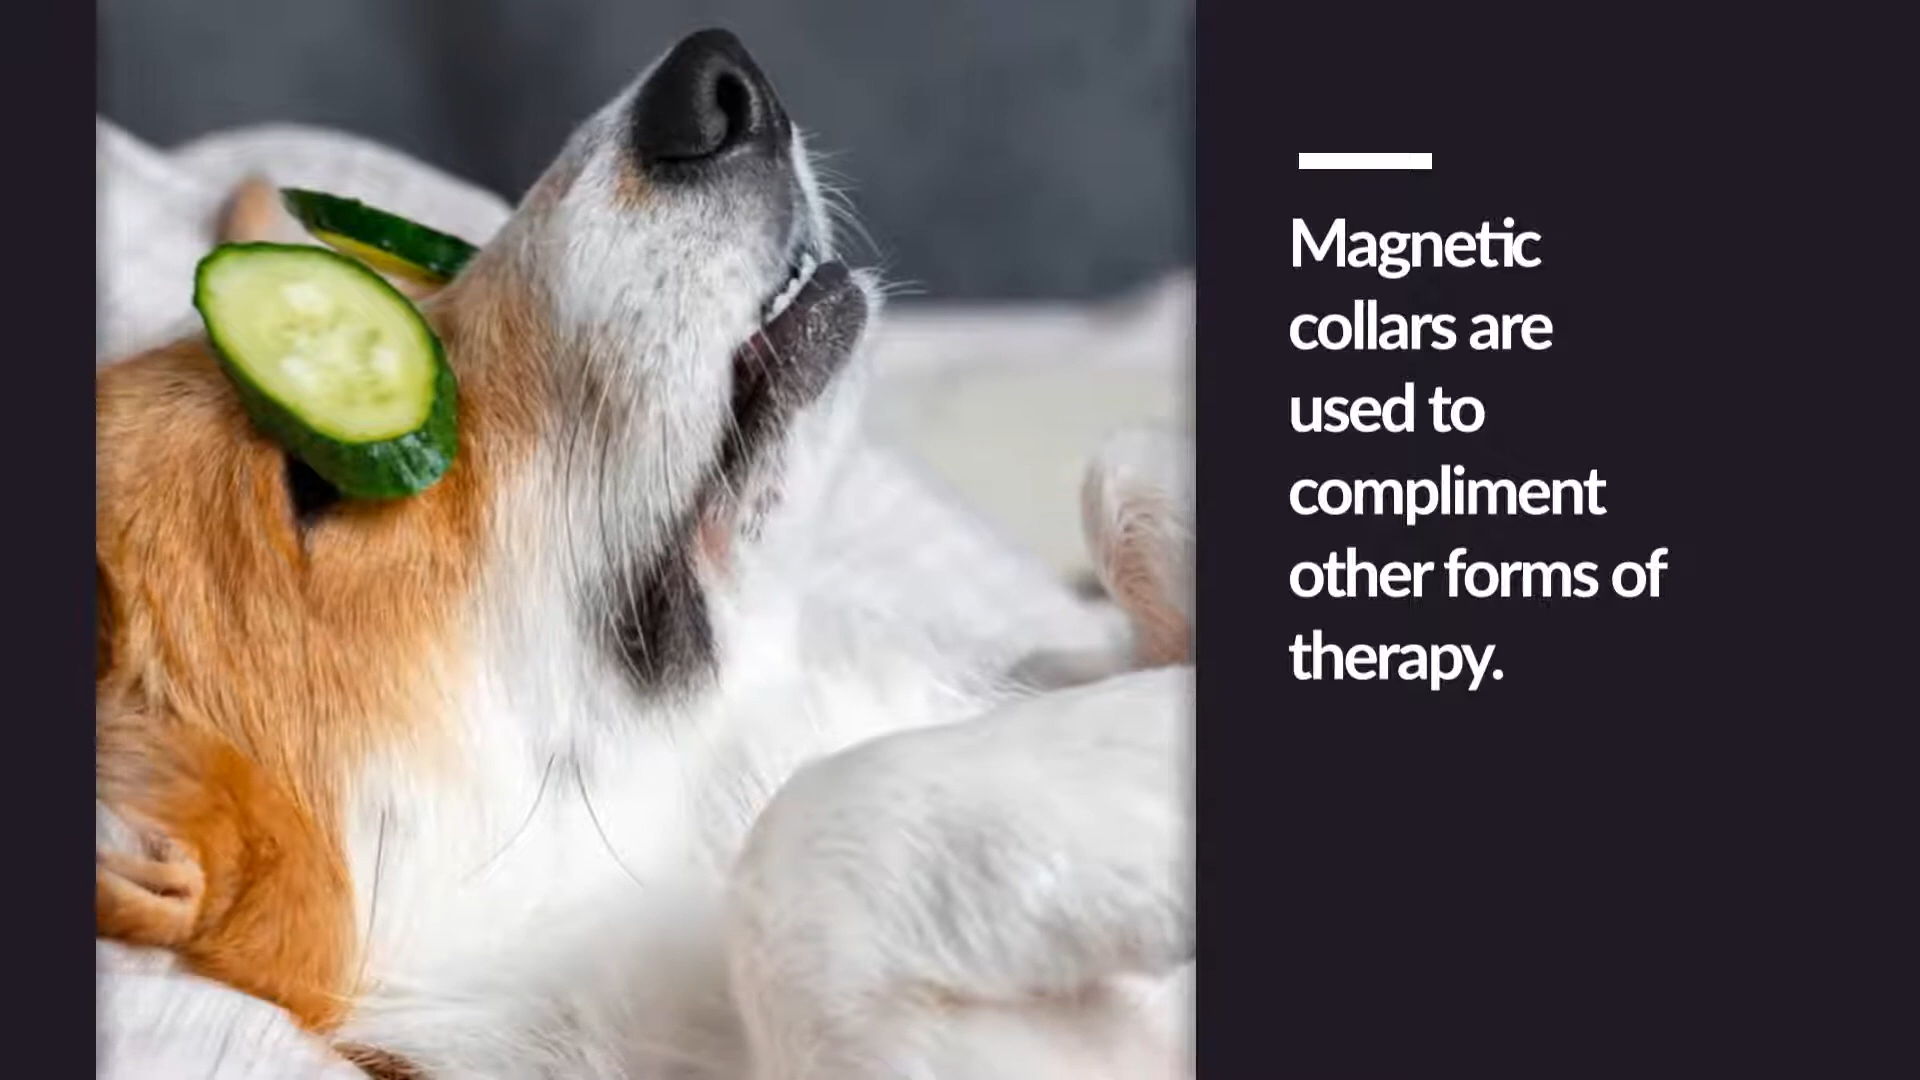 Magnetic
collars are
used to
compliment
other forms of
therapy.